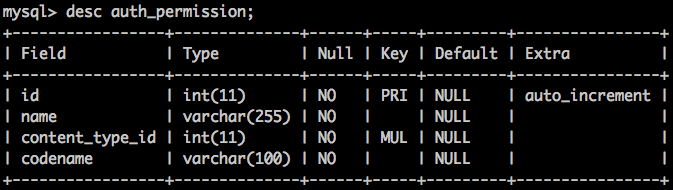 mysql> desc auth_permission;
+-----------------+--------------+------+-----+---------+----------------+
| Field           | Type         | Null | Key | Default | Extra          |
+-----------------+--------------+------+-----+---------+----------------+
| id              | int(11)      | NO   | PRI | NULL    | auto_increment |
| name            | varchar(255) | NO   |     | NULL    |                |
| content_type_id | int(11)      | NO   | MUL | NULL    |                |
| codename        | varchar(100) | NO   |     | NULL    |                |
+-----------------+--------------+------+-----+---------+----------------+